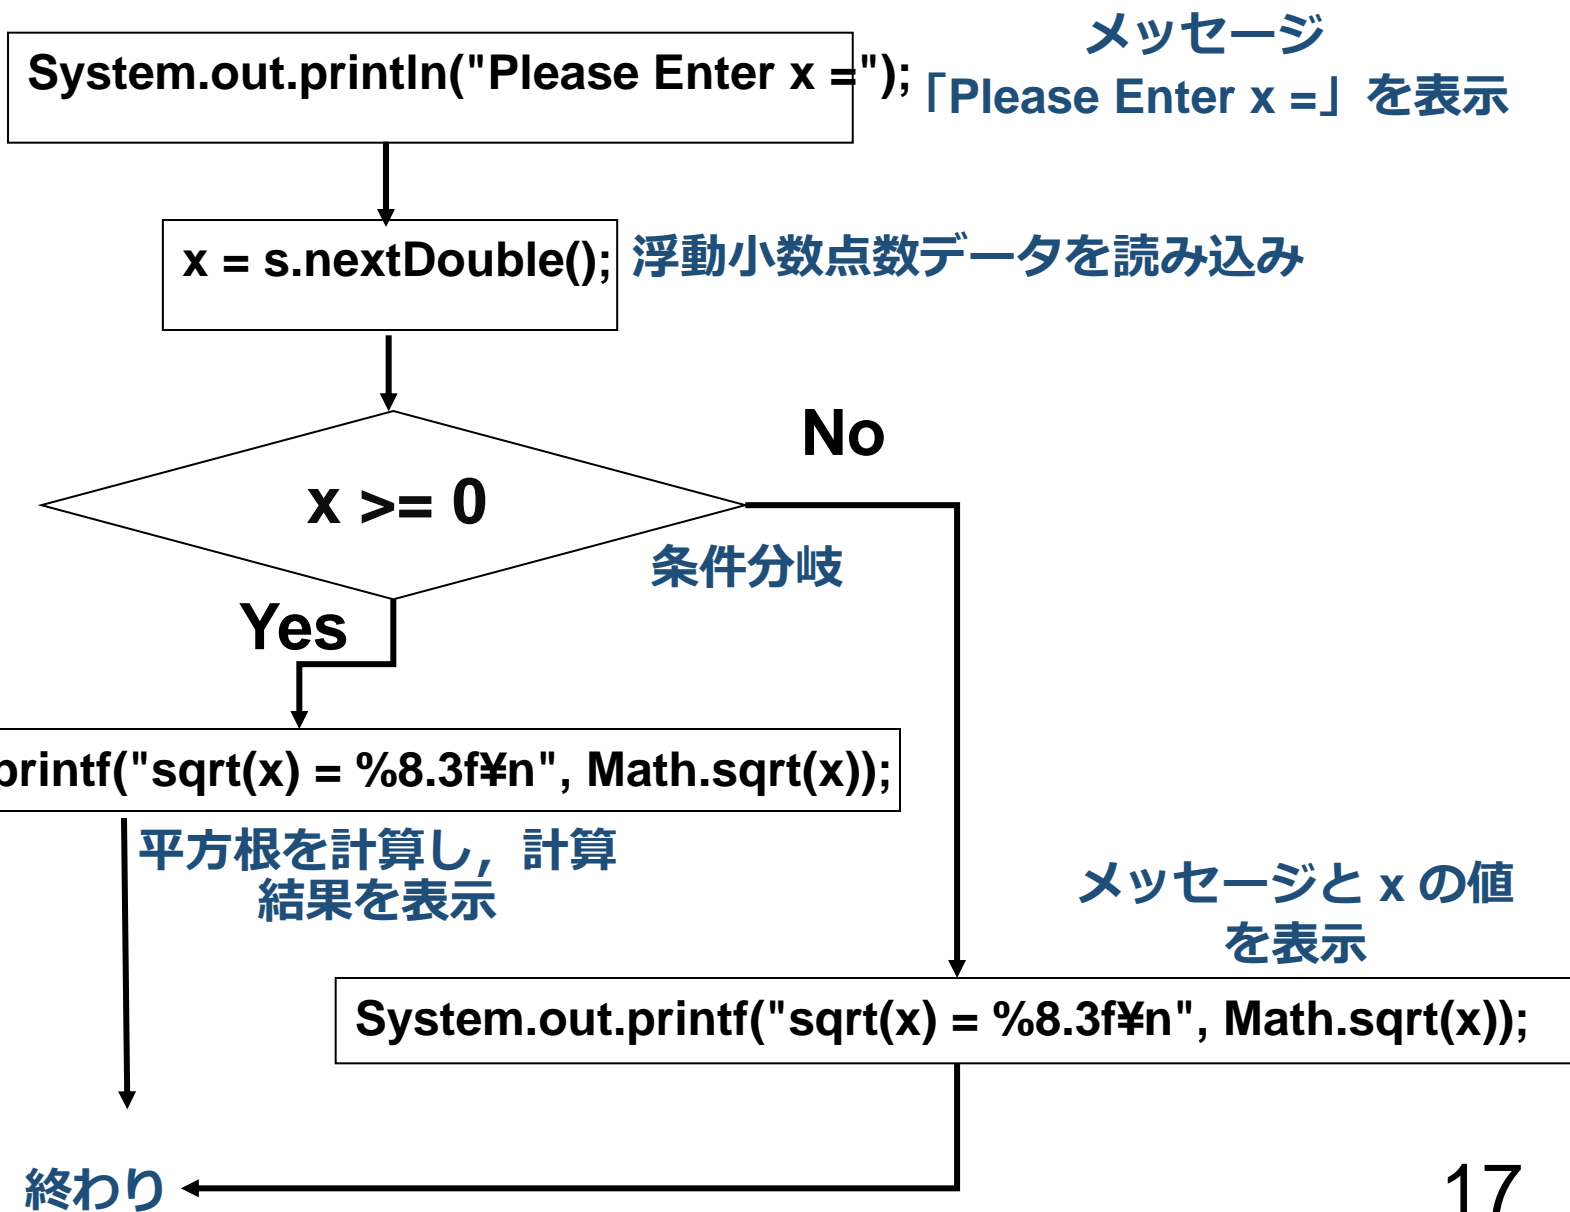 System.out.println("Please Enter x =");
メッセージ
「Please Enter x =」を表示
x = s.nextDouble();
浮動小数点数データを読み込み
x >= 0
No
条件分岐
Yes
printf("sqrt(x) = %8.3f¥n", Math.sqrt(x));
平方根を計算し，計算
結果を表示
メッセージと x の値
を表示
System.out.printf("sqrt(x) = %8.3f¥n", Math.sqrt(x));
終わり
17